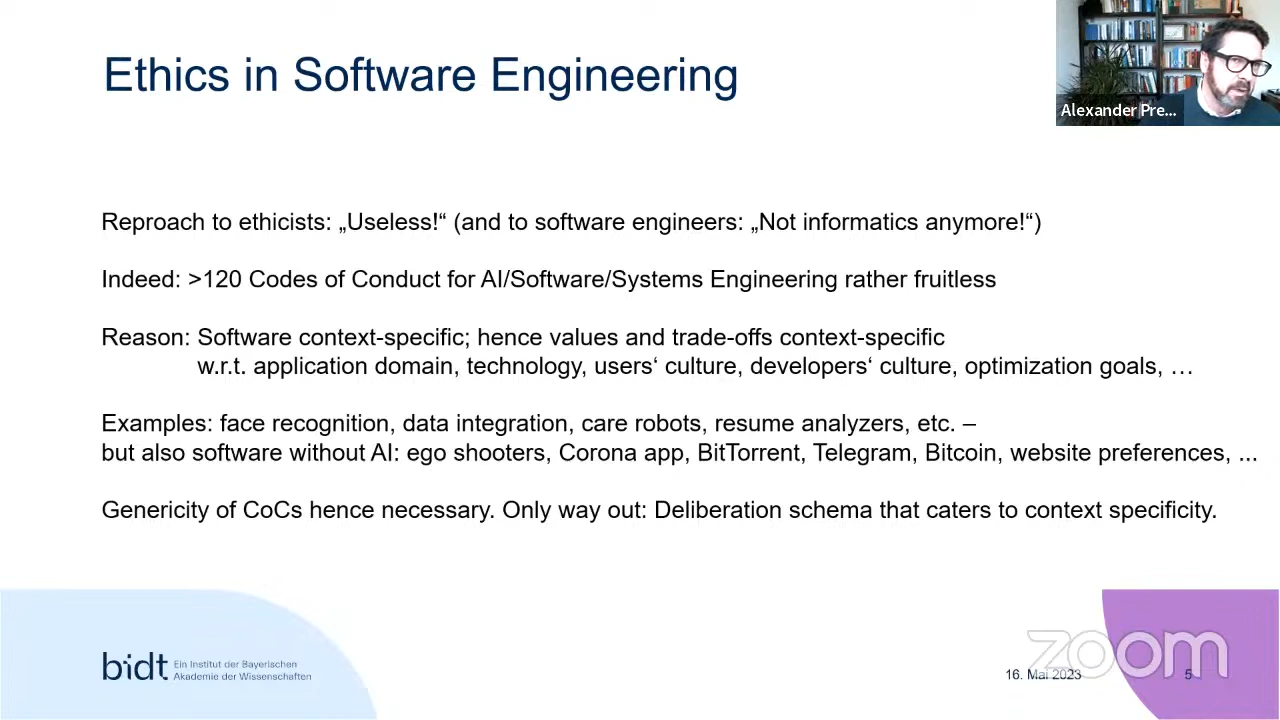 Ethics in Software Engineering
Alexander Pre...
Reproach to ethicists: „Useless!“ (and to software engineers: „Not informatics anymore!“)
Indeed: >120 Codes of Conduct for AI/Software/Systems Engineering rather fruitless
Reason: Software context-specific; hence values and trade-offs context-specific
w.r.t. application domain, technology, users‘ culture, developers‘ culture, optimization goals, …
Examples: face recognition, data integration, care robots, resume analyzers, etc. –
but also software without AI: ego shooters, Corona app, BitTorrent, Telegram, Bitcoin, website preferences, ...
Genericity of CoCs hence necessary. Only way out: Deliberation schema that caters to context specificity.
bidt
Ein Institut der Bayerischen
Akademie der Wissenschaften
zoom
16. Mai 2023
5